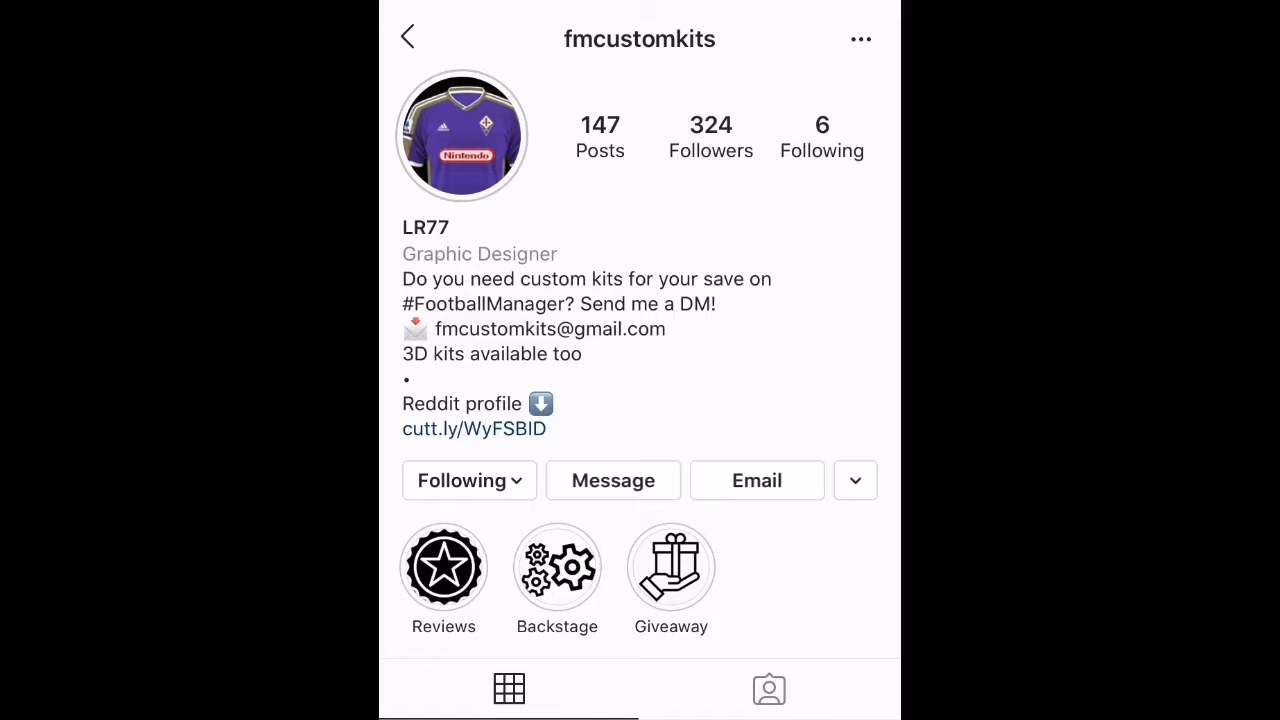 fmcustomkits
Nintendo
147
324
6
Posts
Followers
Following
LR77
Graphic Designer
Do you need custom kits for your save on
#FootballManager? Send me a DM!
fmcustomkits@gmail.com
3D kits available too
•
Reddit profile
cutt.ly/WyFSBID
Following
Message
Email
Reviews
Backstage
Giveaway